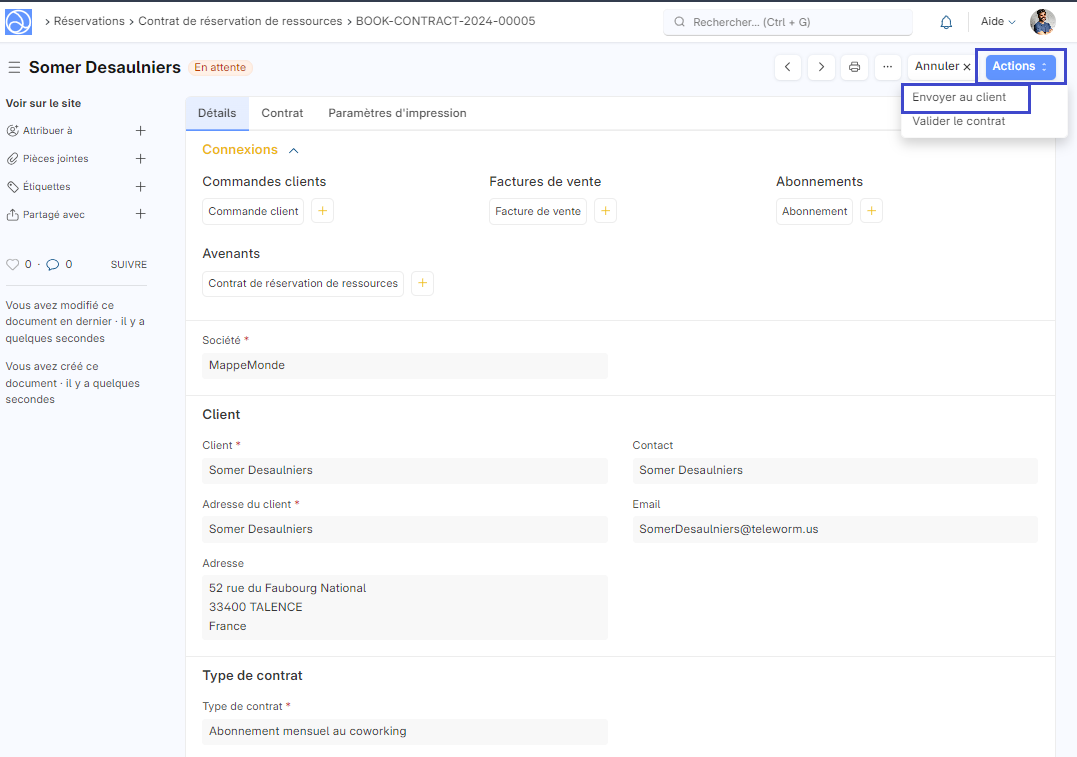 Réservations > Contrat de réservation de ressources > BOOK-CONTRACT-2024-00005
Rechercher... (Ctrl + G)
Aide
Somer Desaulniers
En attente
Annuler ×
Actions
Envoyer au client
Valider le contrat
Voir sur le site
Attribuer à
Pièces jointes
Étiquettes
Partagé avec
0 · 0 SUIVRE
Vous avez modifié ce
document en dernier · il y a
quelques secondes
Vous avez créé ce
document · il y a quelques
secondes
Détails Contrat Paramètres d'impression
Connexions
Commandes clients Factures de vente Abonnements
Commande client + Facture de vente + Abonnement +
Avenants
Contrat de réservation de ressources +
Société *
MappeMonde
Client
Client * Contact
Somer Desaulniers Somer Desaulniers
Adresse du client * Email
Somer Desaulniers SomerDesaulniers@teleworm.us
Adresse
52 rue du Faubourg National
33400 TALENCE
France
Type de contrat
Type de contrat *
Abonnement mensuel au coworking